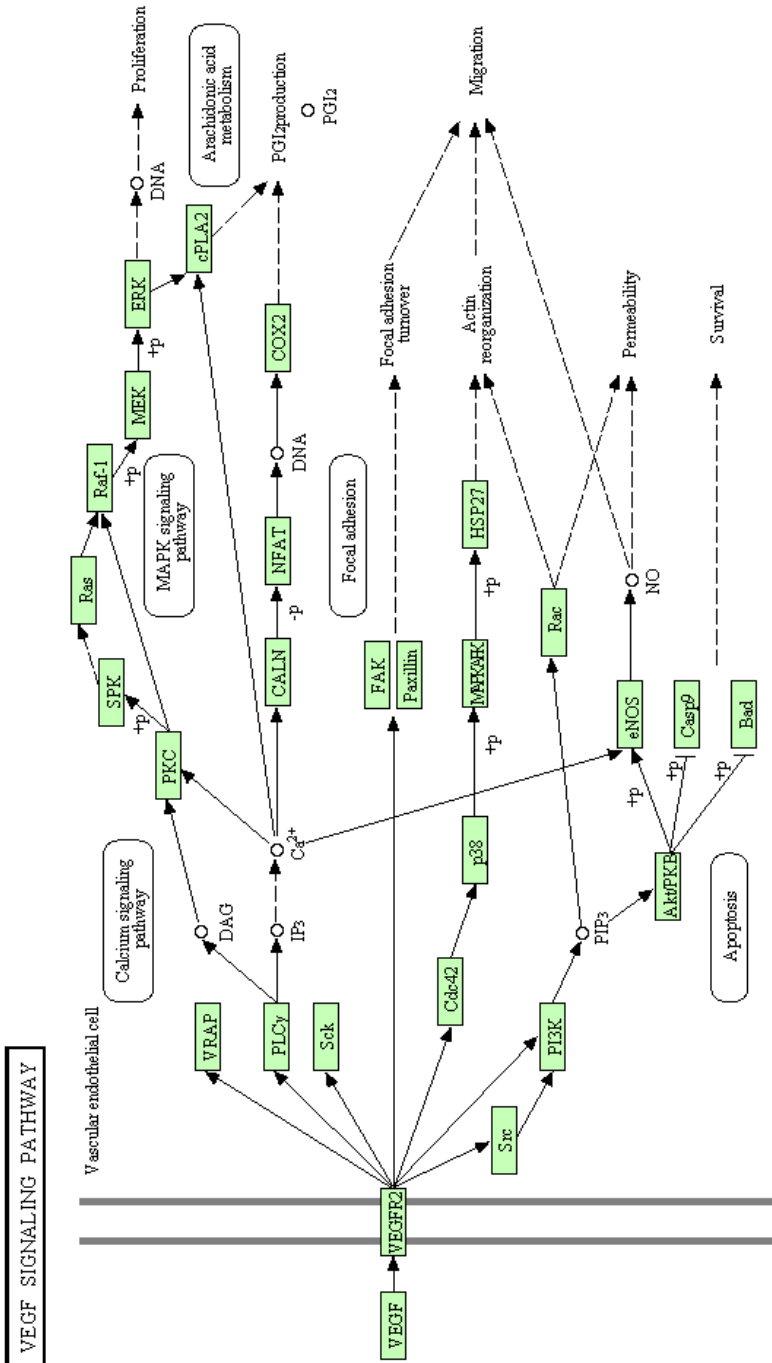 VEGF SIGNALING PATHWAY
Vascular endothelial cell
VEGF
VEGFR2
VRAP
PLCγ
Sck
Src
Cdc42
PI3K
Calcium signaling
pathway
DAG
IP3
Ca2+
PKC
+p
SPK
Ras
Raf-1
+p
MEK
+p
ERK
DNA
Proliferation
MAPK signaling
pathway
cPLA2
Arachidonic acid
metabolism
CALN
-p
NFAT
DNA
COX2
PGI2production
PGI2
Focal adhesion
FAK
Paxillin
Focal adhesion
turnover
p38
+p
MAPKAPK
+p
HSP27
Actin
reorganization
Migration
PIP3
Rac
Akt/PKB
+p
+p
+p
eNOS
NO
Permeability
Casp9
Bad
Survival
Apoptosis